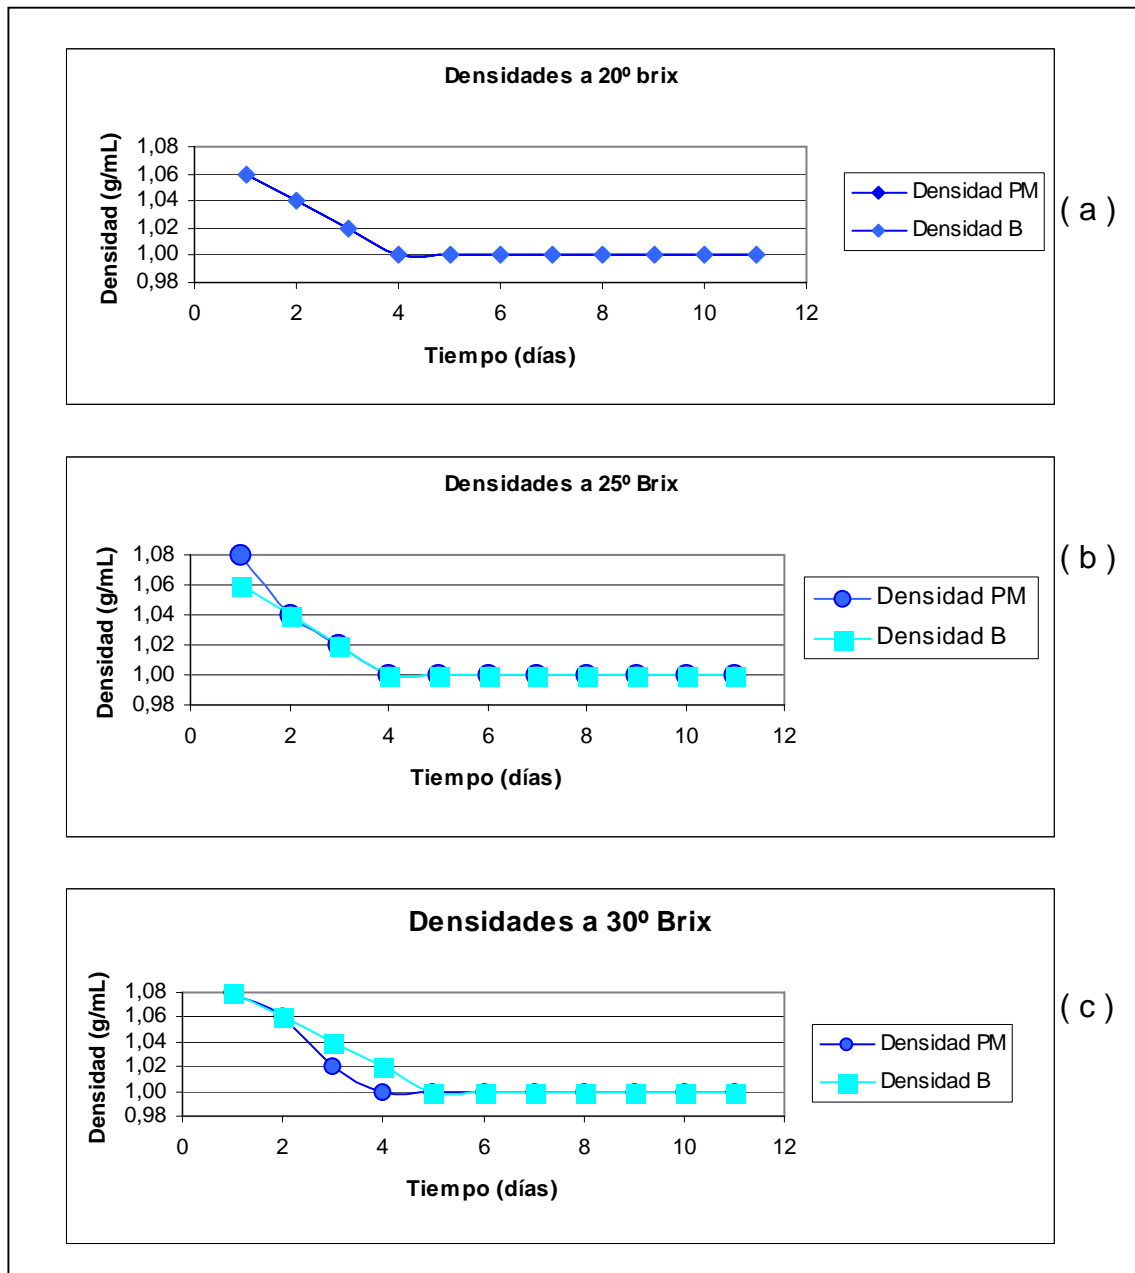 Densidades a 20º brix
Densidad (g/mL)
1,08
1,06
1,04
1,02
1,00
0,98
0 2 4 6 8 10 12
Tiempo (días)
Densidad PM
Densidad B
( a )
Densidades a 25º Brix
Densidad (g/mL)
1,08
1,06
1,04
1,02
1,00
0,98
0 2 4 6 8 10 12
Tiempo (días)
Densidad PM
Densidad B
( b )
Densidades a 30º Brix
Densidad (g/mL)
1,08
1,06
1,04
1,02
1,00
0,98
0 2 4 6 8 10 12
Tiempo (días)
Densidad PM
Densidad B
( c )